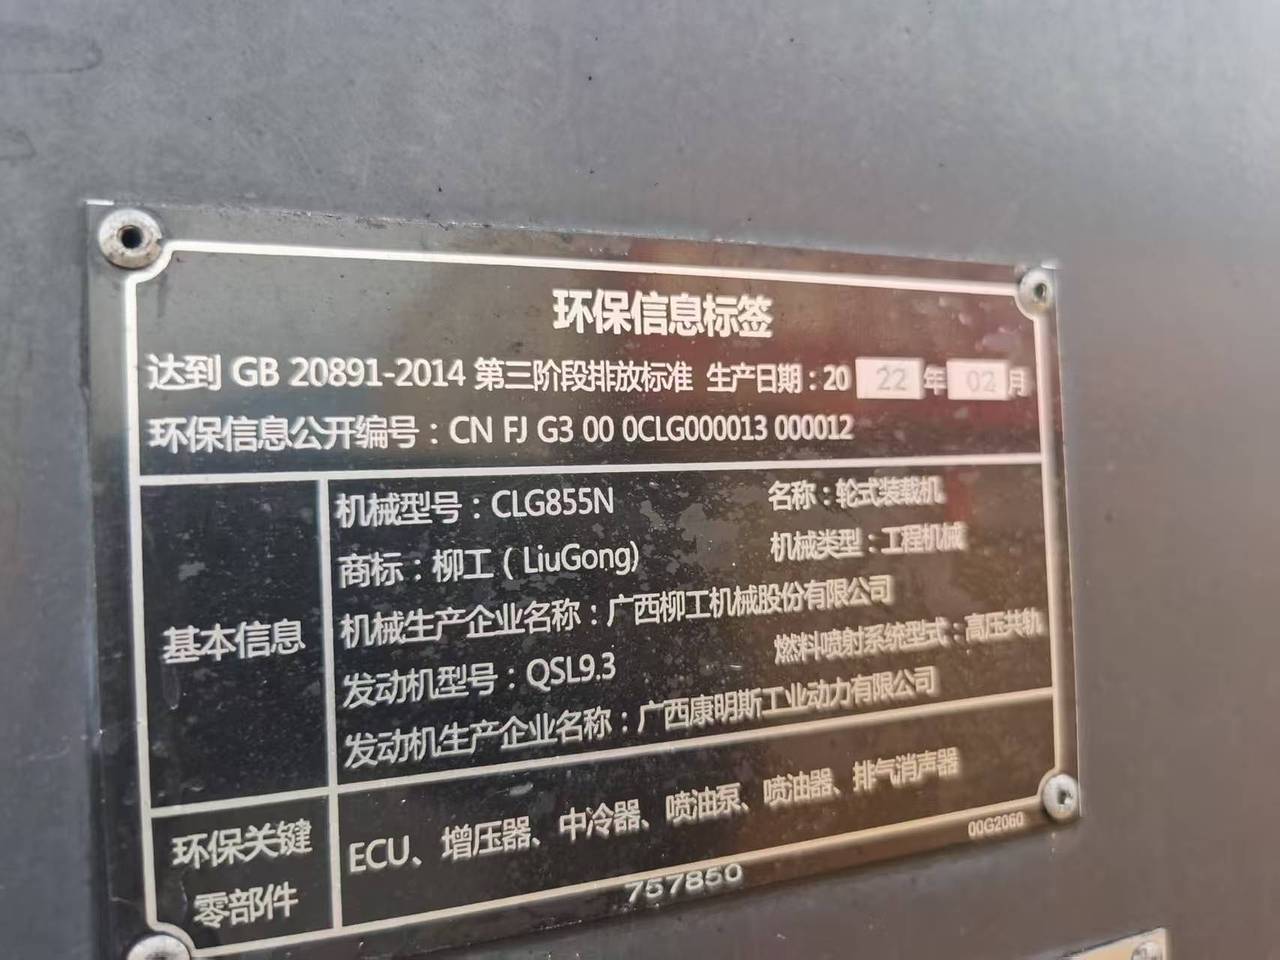 环保信息标签
达到 GB 20891-2014 第三阶段排放标准 生产日期：2022年02月
环保信息公开编号：CN FJ G3 00 0CLG000013 000012
基本信息
机械型号：CLG855N 名称：轮式装载机
商标：柳工（LiuGong) 机械类型：工程机械
机械生产企业名称：广西柳工机械股份有限公司
发动机型号：QSL9.3 燃料喷射系统型式：高压共轨
发动机生产企业名称：广西康明斯工业动力有限公司
环保关键
零部件
ECU、增压器、中冷器、喷油泵、喷油器、排气消声器
00G2060
757850